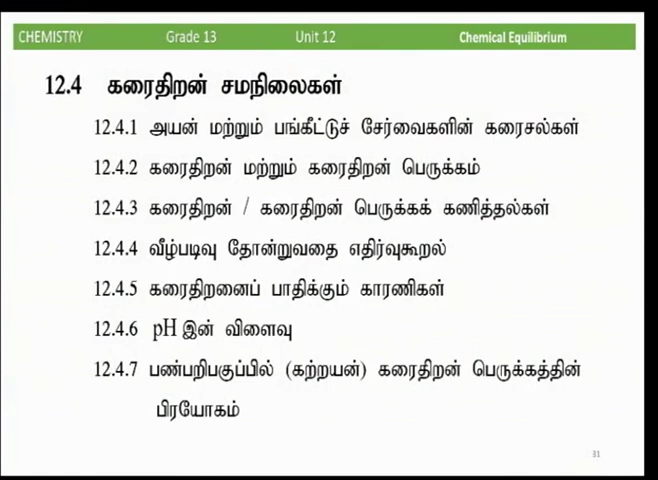 CHEMISTRY Grade 13 Unit 12 Chemical Equilibrium
12.4 கரைதிறன் சமநிலைகள்
12.4.1 அயன் மற்றும் பங்கீட்டுச் சேர்வைகளின் கரைசல்கள்
12.4.2 கரைதிறன் மற்றும் கரைதிறன் பெருக்கம்
12.4.3 கரைதிறன் / கரைதிறன் பெருக்கக் கணித்தல்கள்
12.4.4 வீழ்படிவு தோன்றுவதை எதிர்வுகூறல்
12.4.5 கரைதிறனைப் பாதிக்கும் காரணிகள்
12.4.6 pH இன் விளைவு
12.4.7 பண்பறிபகுப்பில் (கற்றயன்) கரைதிறன் பெருக்கத்தின்
பிரயோகம்
31